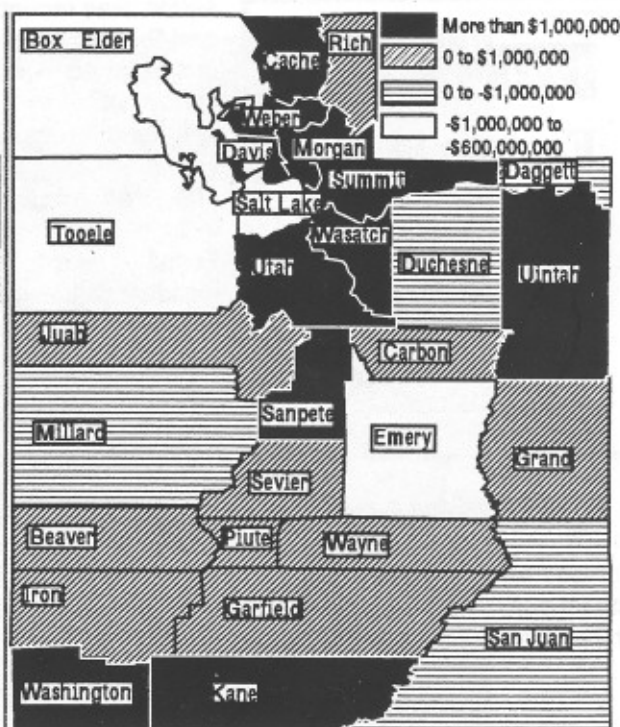 Box Elder
Cache
Rich
More than $1,000,000
0 to $1,000,000
0 to -$1,000,000
-$1,000,000 to
-$600,000,000
Weber
Davis
Morgan
Summit
Daggett
Salt Lake
Tooele
Wasatch
Utah
Duchesne
Uintah
Juab
Carbon
Sanpete
Millard
Emery
Grand
Sevier
Beaver
Piute
Wayne
Iron
Garfield
San Juan
Washington
Kane